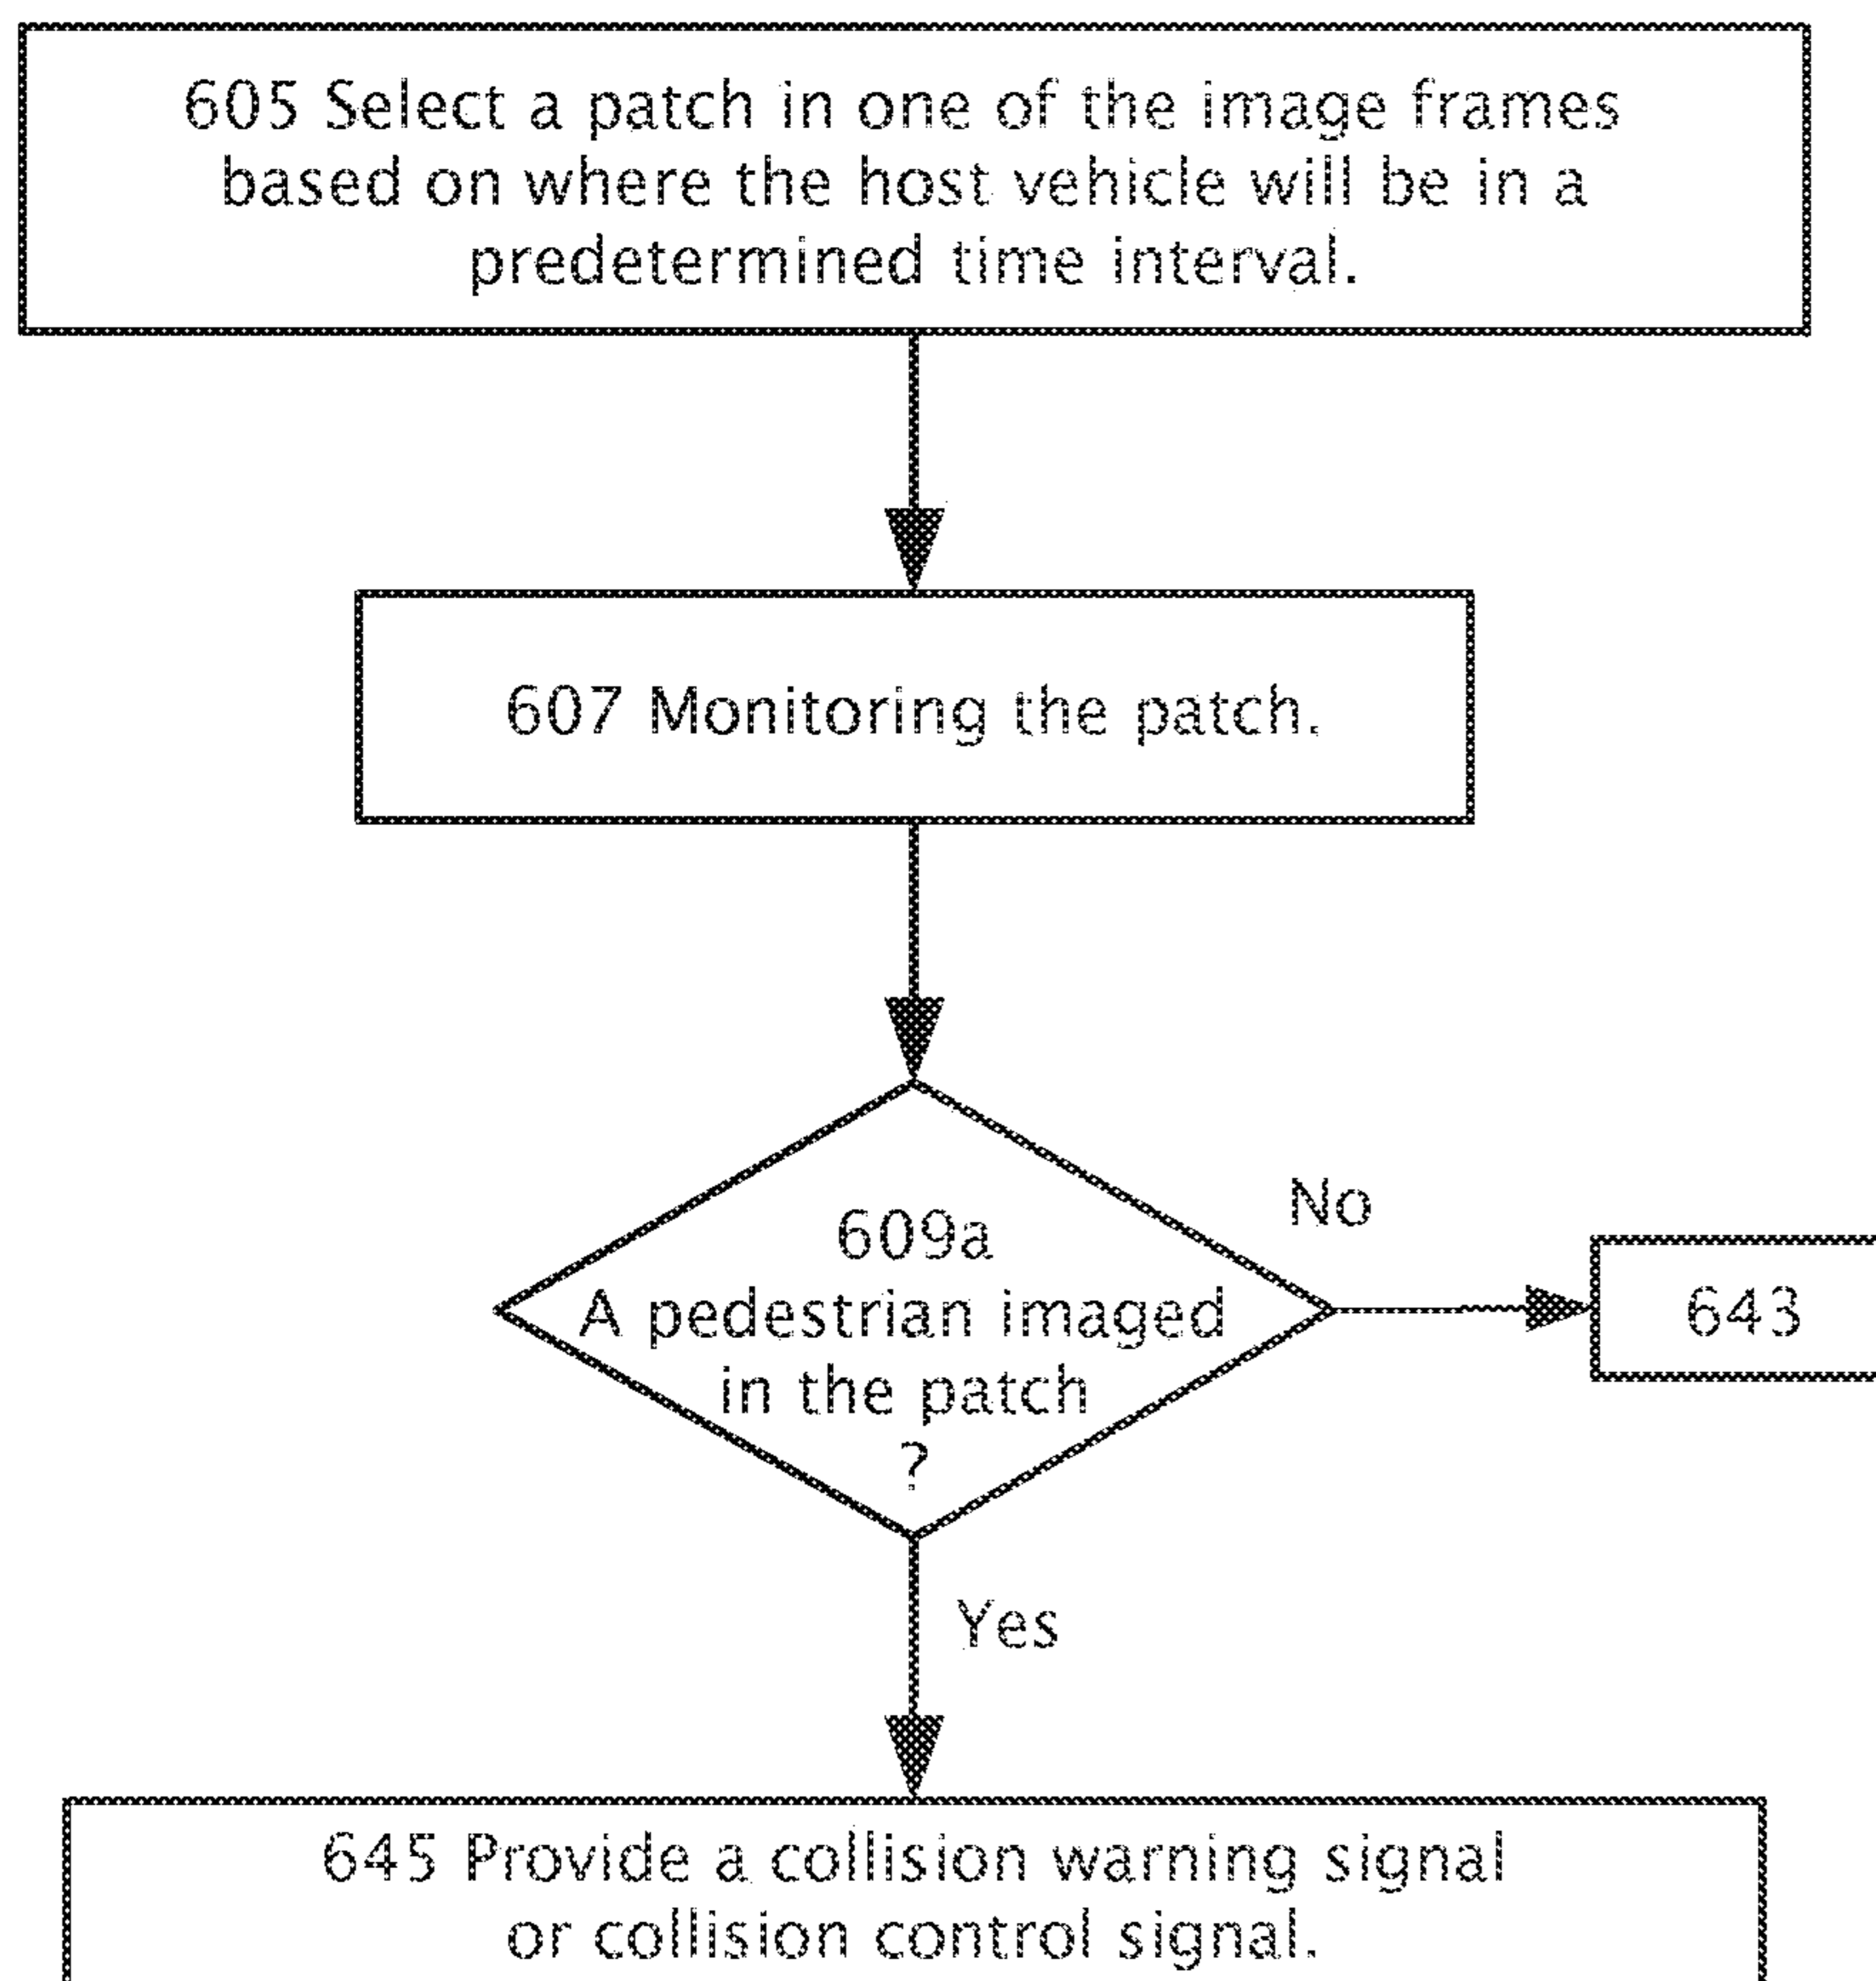 605 Select a patch in one of the image frames
based on where the host vehicle will be in a
predetermined time interval.
607 Monitoring the patch.
609a
A pedestrian imaged
in the patch
?
No
643
Yes
645 Provide a collision warning signal
or collision control signal.